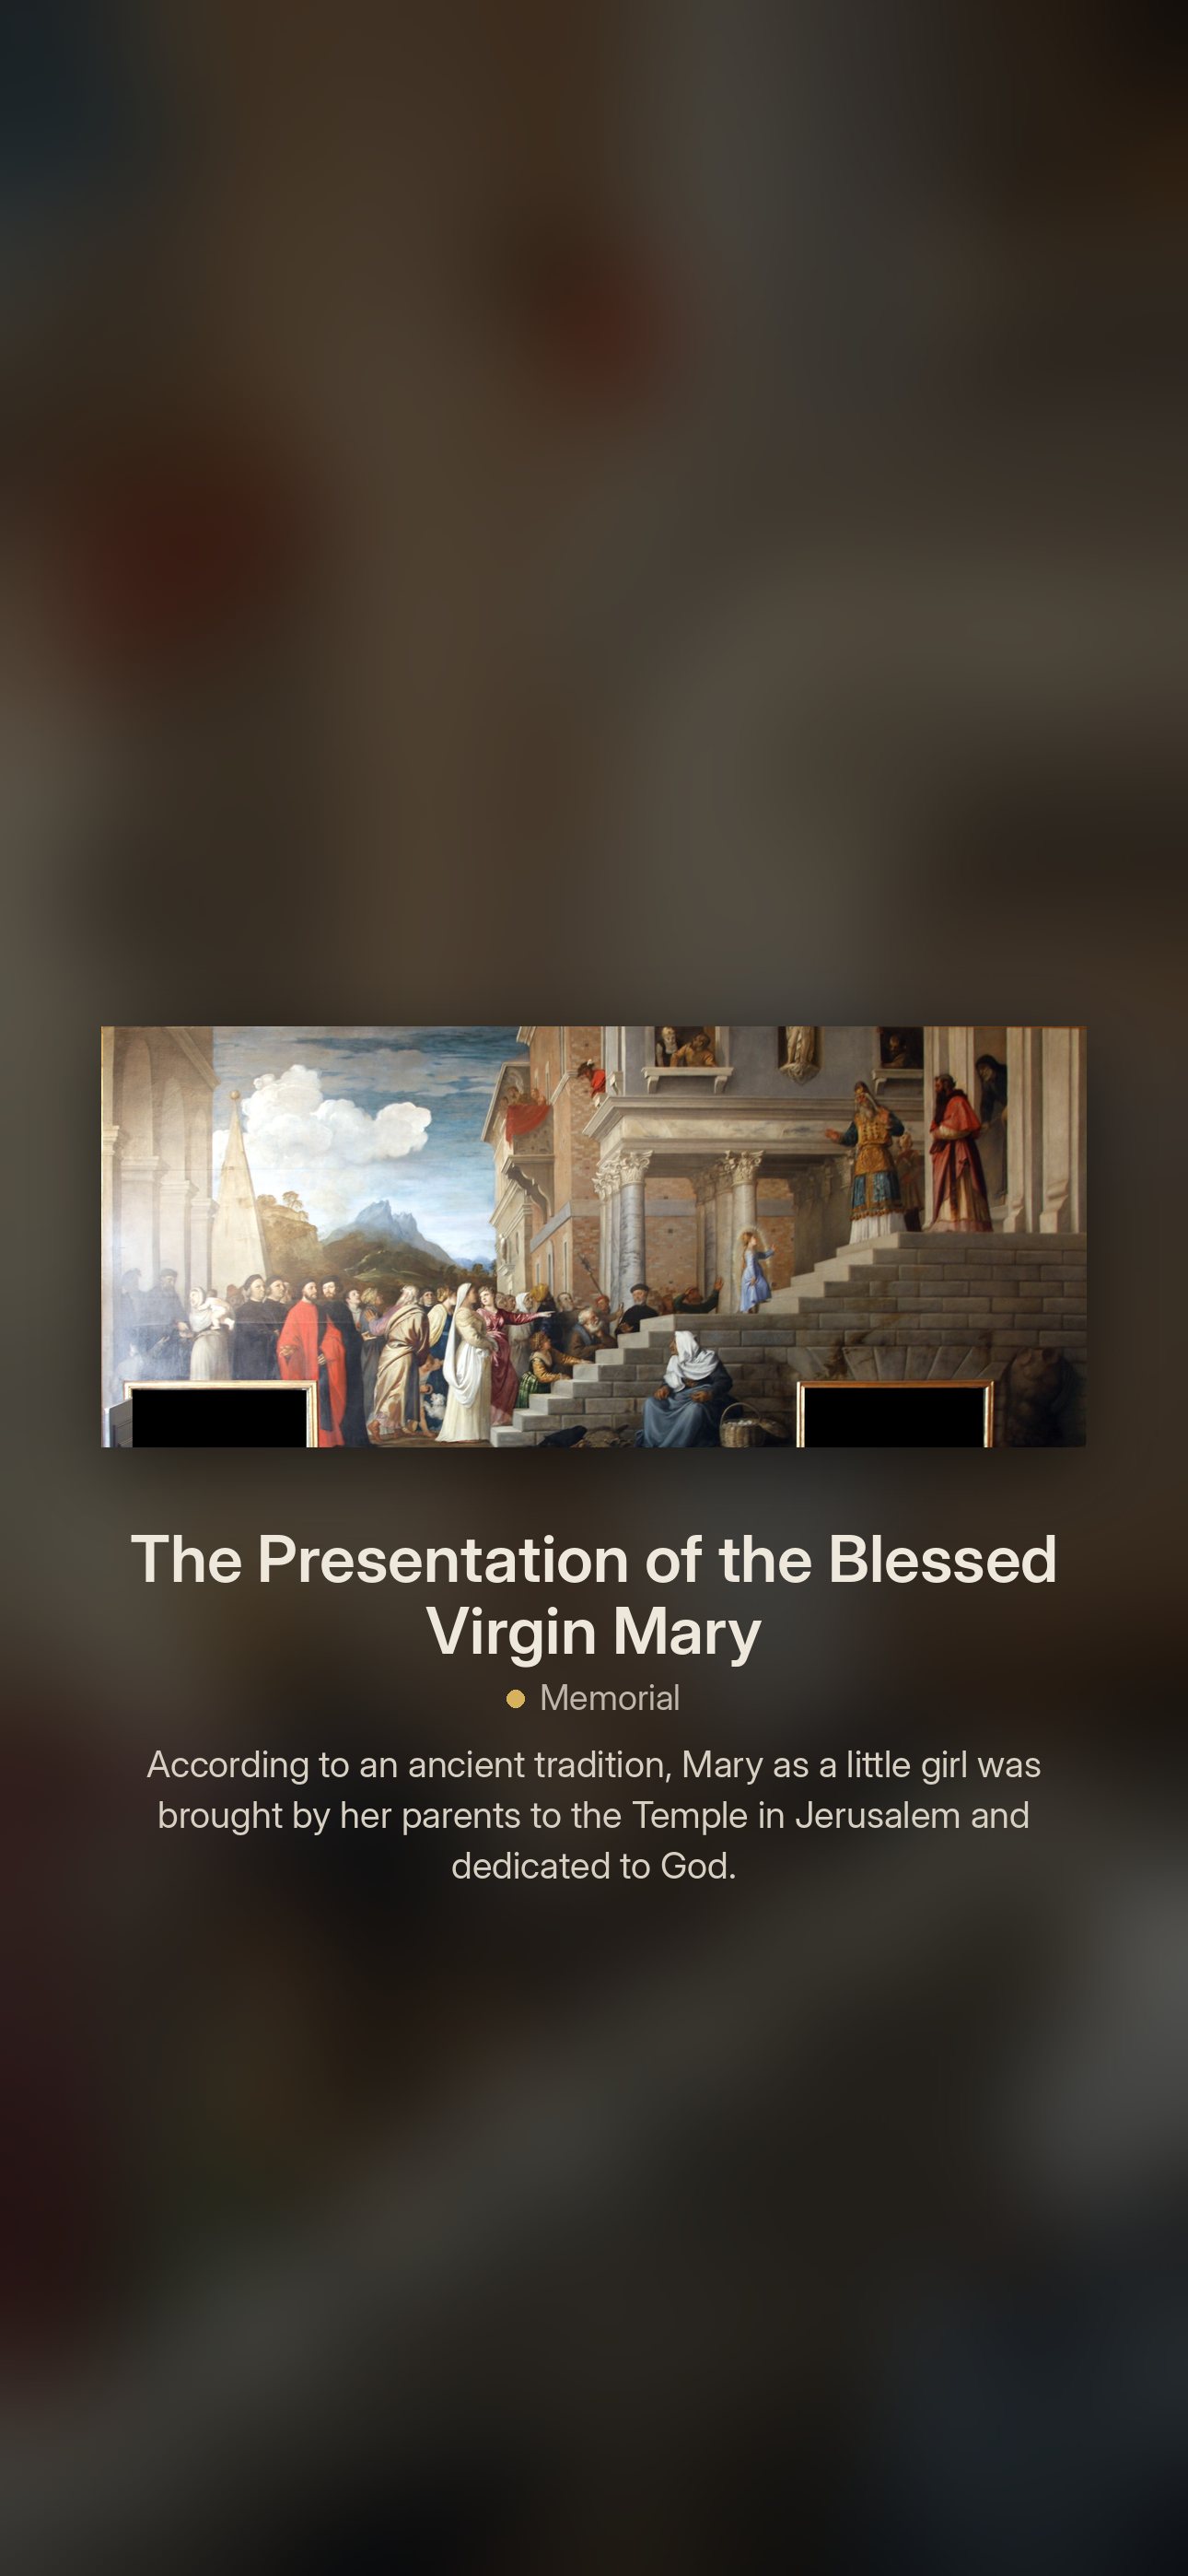 The Presentation of the Blessed
Virgin Mary
Memorial
According to an ancient tradition, Mary as a little girl was
brought by her parents to the Temple in Jerusalem and
dedicated to God.